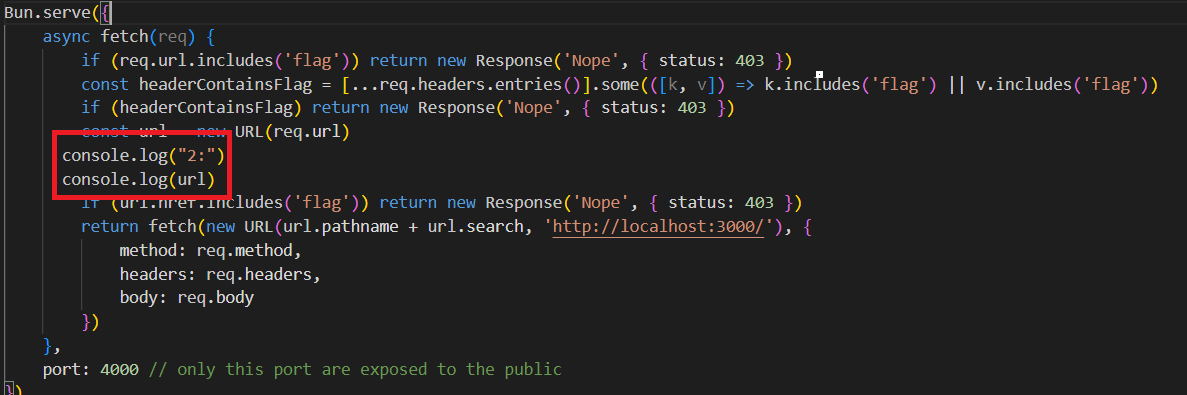 Bun.serve({
async fetch(req) {
if (req.url.includes('flag')) return new Response('Nope', { status: 403 })
const headerContainsFlag = [...req.headers.entries()].some(([k, v]) => k.includes('flag') || v.includes('flag'))
if (headerContainsFlag) return new Response('Nope', { status: 403 })
const url = new URL(req.url)
console.log("2:")
console.log(url)
if (url.href.includes('flag')) return new Response('Nope', { status: 403 })
return fetch(new URL(url.pathname + url.search, 'http://localhost:3000/'), {
method: req.method,
headers: req.headers,
body: req.body
})
},
port: 4000 // only this port are exposed to the public
})